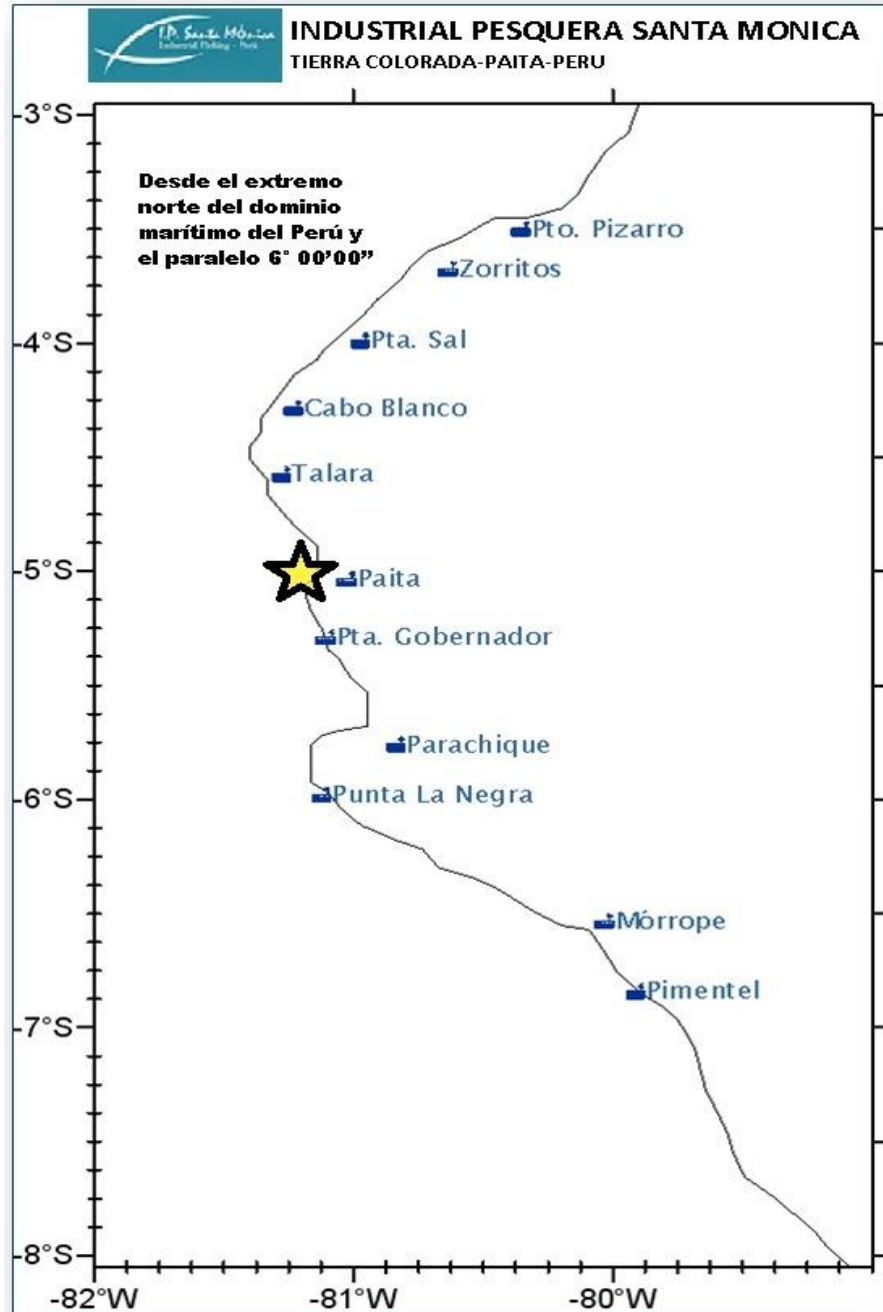 I.P. Santa Mónica
Industrial Fishing - Perú
INDUSTRIAL PESQUERA SANTA MONICA
TIERRA COLORADA-PAITA-PERU
-3°S
Desde el extremo
norte del dominio
marítimo del Perú y
el paralelo 6° 00'00”
Pto. Pizarro
Zorritos
-4°S
Pta. Sal
Cabo Blanco
Talara
-5°S
Paita
Pta. Gobernador
Parachique
-6°S
Punta La Negra
Mórrope
Pimentel
-7°S
-8°S
-82°W
-81°W
-80°W